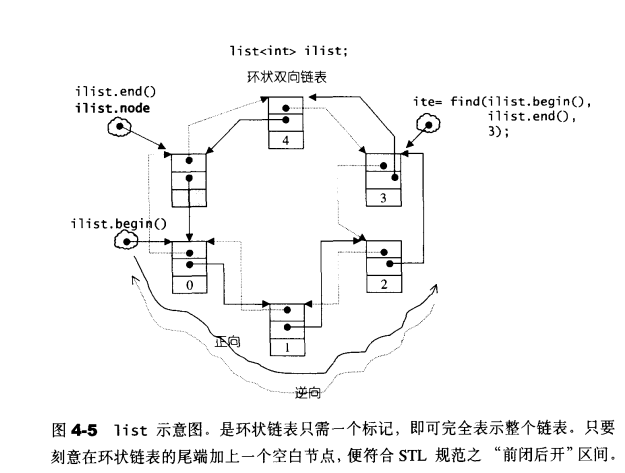 list<int> ilist;
环状双向链表
ilist.end()
ilist.node
ite= find(ilist.begin(),
ilist.end(),
3);
4
3
ilist.begin()
0
2
1
正向
逆向
图 4-5 list 示意图。是环状链表只需一个标记，即可完全表示整个链表。只要
刻意在环状链表的尾端加上一个空白节点，便符合 STL 规范之 “前闭后开” 区间。